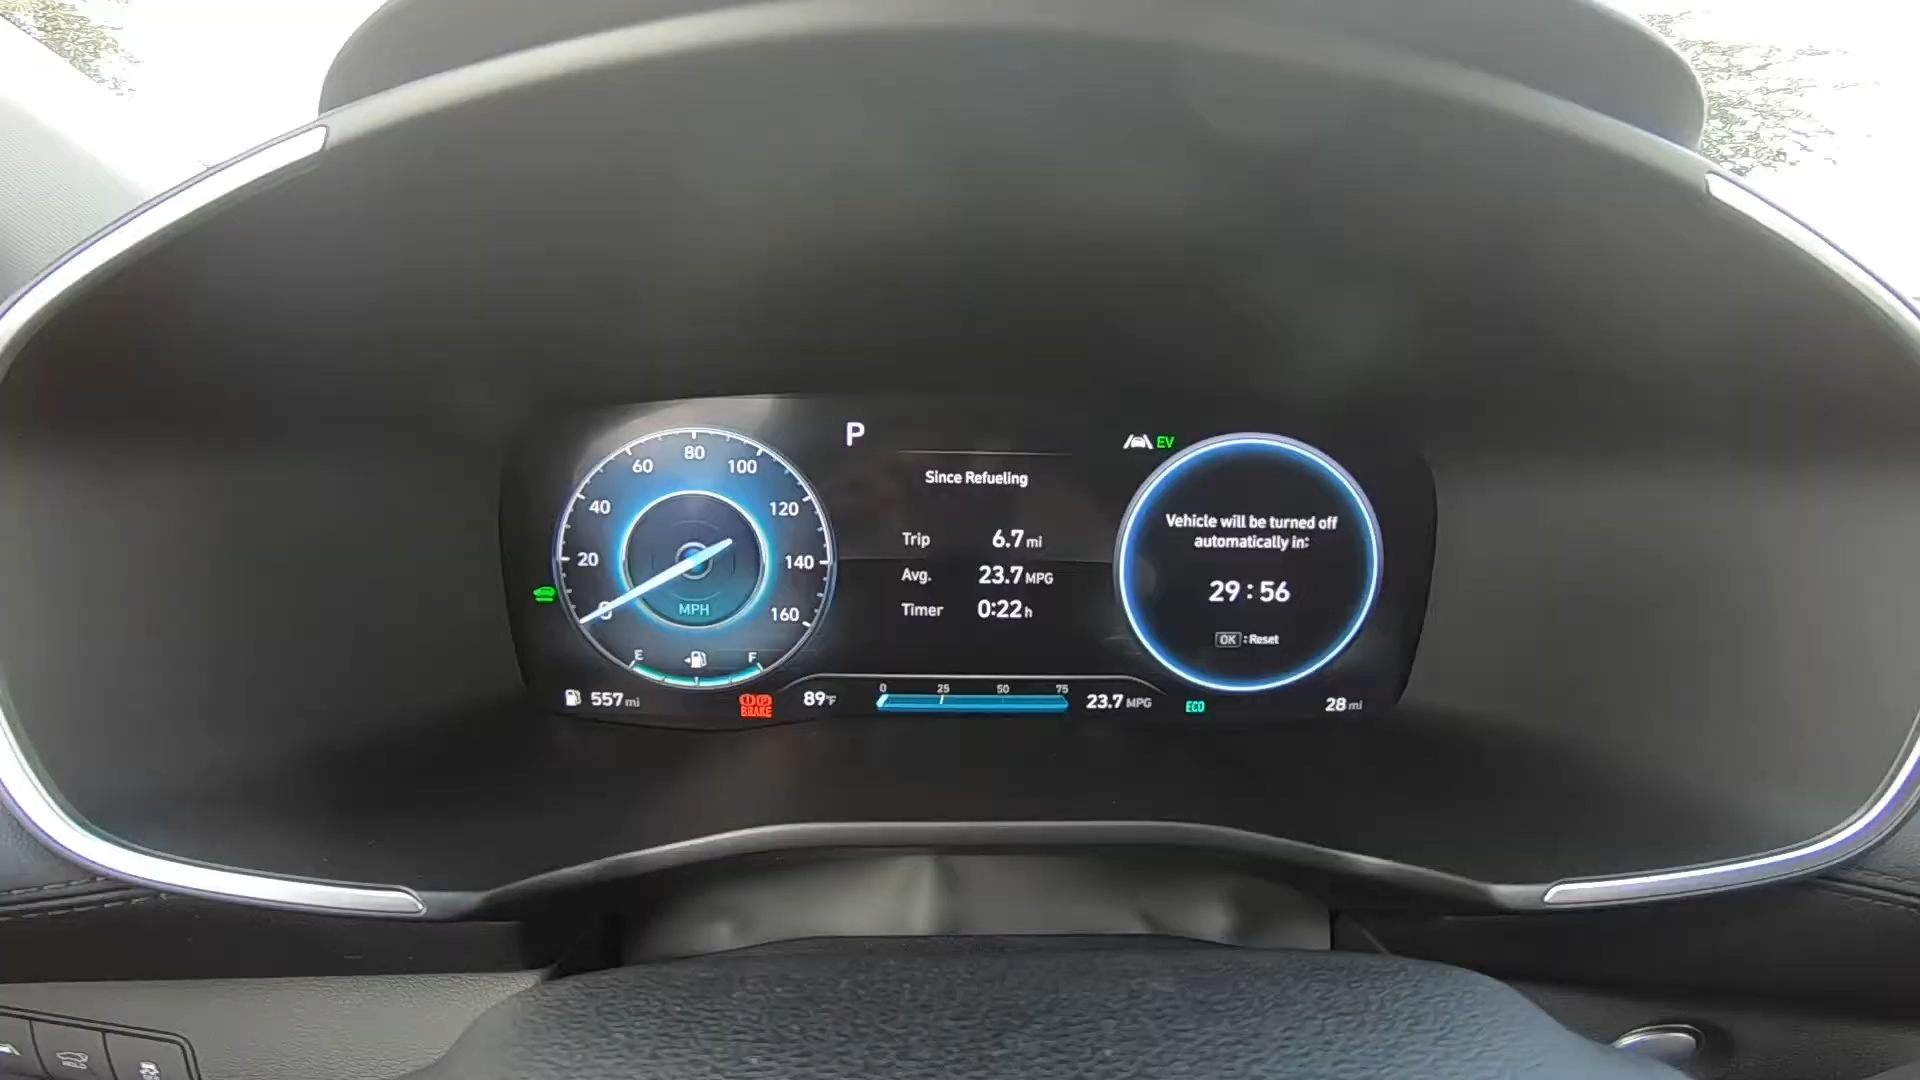 P
EV
80
60
100
40
120
20
140
0
160
MPH
E
F
Since Refueling
Trip 6.7 mi
Avg. 23.7 MPG
Timer 0:22 h
Vehicle will be turned off
automatically in:
29 : 56
OK : Reset
0 25 50 75
557 mi
BRAKE
89°F
23.7 MPG
ECO
28 mi